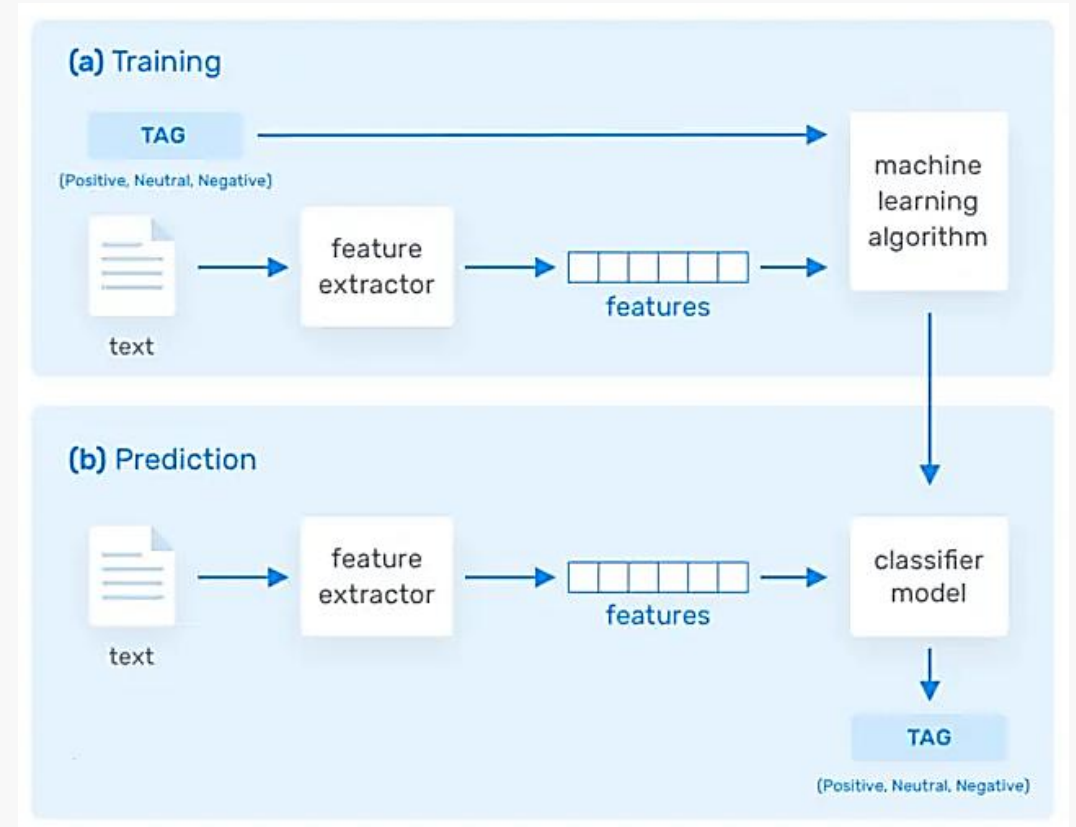 (a) Training
TAG
(Positive, Neutral, Negative)
text
feature
extractor
features
machine
learning
algorithm
(b) Prediction
text
feature
extractor
features
classifier
model
TAG
(Positive, Neutral, Negative)